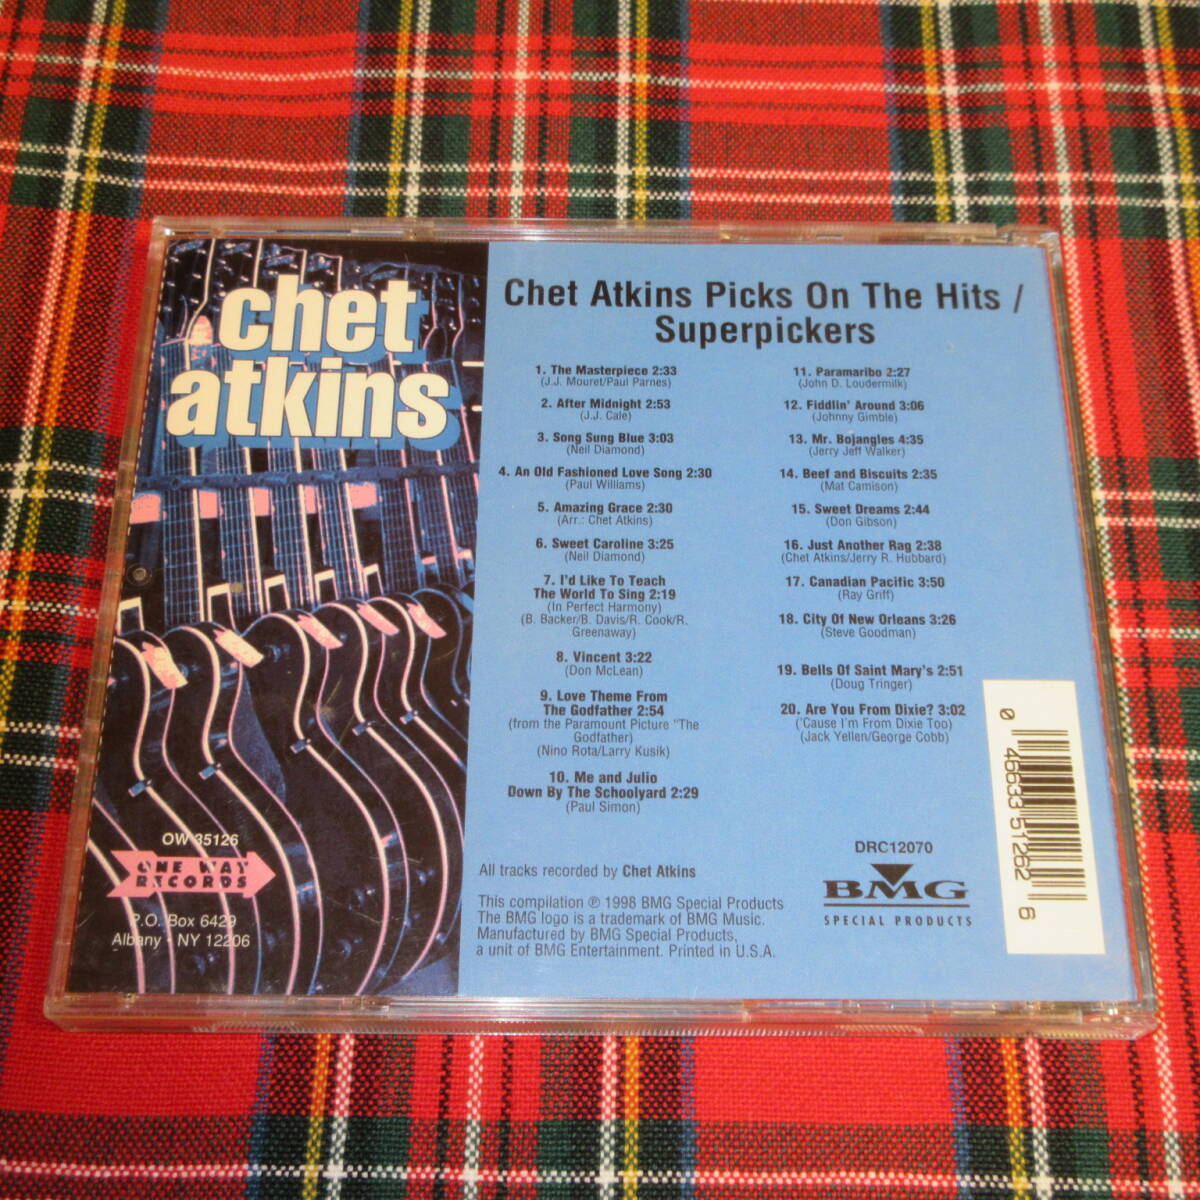 chet
atkins
Chet Atkins Picks On The Hits /
Superpickers
1. The Masterpiece 2:33
(J.J. Mouret/Paul Parnes)
2. After Midnight 2:53
(J.J. Cale)
3. Song Sung Blue 3:03
(Neil Diamond)
4. An Old Fashioned Love Song 2:30
(Paul Williams)
5. Amazing Grace 2:30
(Arr.: Chet Atkins)
6. Sweet Caroline 3:25
(Neil Diamond)
7. I'd Like To Teach
The World To Sing 2:19
(In Perfect Harmony)
(B. Backer/B. Davis/R. Cook/R.
Greenaway)
8. Vincent 3:22
(Don McLean)
9. Love Theme From
The Godfather 2:54
(from the Paramount Picture "The
Godfather)
(Nino Rota/Larry Kusik)
10. Me and Julio
Down By The Schoolyard 2:29
(Paul Simon)
11. Paramaribo 2:27
(John D. Loudermilk)
12. Fiddlin' Around 3:06
(Johnny Gimble)
13. Mr. Bojangles 4:35
(Jerry Jeff Walker)
14. Beef and Biscuits 2:35
(Mat Camison)
15. Sweet Dreams 2:44
(Don Gibson)
16. Just Another Rag 2:38
(Chet Atkins/Jerry R. Hubbard)
17. Canadian Pacific 3:50
(Ray Griff)
18. City Of New Orleans 3:26
(Steve Goodman)
19. Bells Of Saint Mary's 2:51
(Doug Tringer)
20. Are You From Dixie? 3:02
('Cause I'm From Dixie Too)
(Jack Yellen/George Cobb)
All tracks recorded by Chet Atkins
This compilation ℗ 1998 BMG Special Products
The BMG logo is a trademark of BMG Music.
Manufactured by BMG Special Products,
a unit of BMG Entertainment. Printed in U.S.A.
DRC12070
BMG
SPECIAL PRODUCTS
0 46633 51262 6
OW 35126
ONE WAY
RECORDS
P.O. Box 6429
Albany - NY 12206